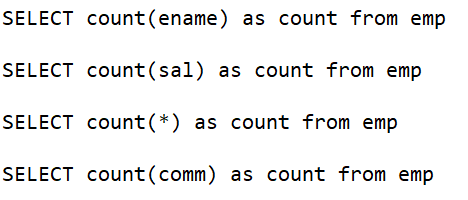 SELECT count(ename) as count from emp
SELECT count(sal) as count from emp
SELECT count(*) as count from emp
SELECT count(comm) as count from emp